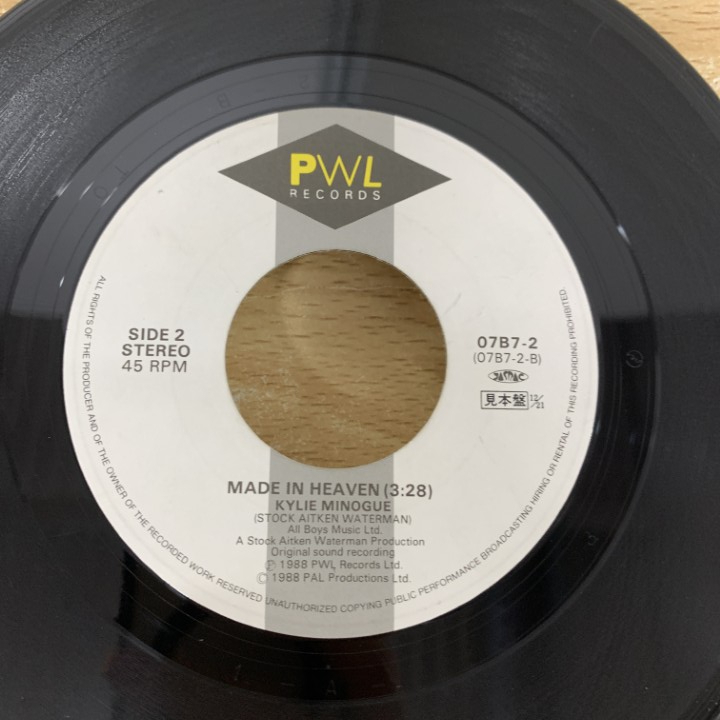 PWL
RECORDS
SIDE 2
STEREO
45 RPM
07B7-2
(07B7-2-B)
JASRAC
見本盤 12/21
MADE IN HEAVEN (3:28)
KYLIE MINOGUE
(STOCK AITKEN WATERMAN)
All Boys Music Ltd.
A Stock Aitken Waterman Production
Original sound recording
Ⓟ 1988 PWL Records Ltd.
© 1988 PAL Productions Ltd.
ALL RIGHTS OF THE PRODUCER AND OF THE OWNER OF THE RECORDED WORK RESERVED UNAUTHORIZED COPYING PUBLIC PERFORMANCE BROADCASTING HIRING OR RENTAL OF THIS RECORDING PROHIBITED.